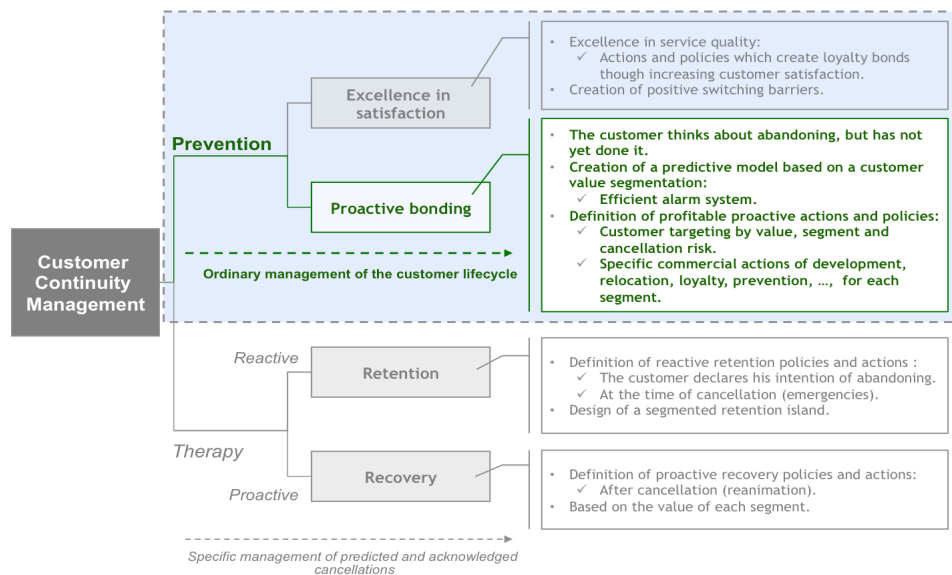 Customer
Continuity
Management
Prevention
Excellence in
satisfaction
• Excellence in service quality:
✓ Actions and policies which create loyalty bonds
though increasing customer satisfaction.
• Creation of positive switching barriers.
Proactive bonding
• The customer thinks about abandoning, but has not
yet done it.
• Creation of a predictive model based on a customer
value segmentation:
✓ Efficient alarm system.
• Definition of profitable proactive actions and policies:
✓ Customer targeting by value, segment and
cancellation risk.
✓ Specific commercial actions of development,
relocation, loyalty, prevention, …, for each
segment.
Ordinary management of the customer lifecycle
Therapy
Reactive
Retention
• Definition of reactive retention policies and actions :
✓ The customer declares his intention of abandoning.
✓ At the time of cancellation (emergencies).
• Design of a segmented retention island.
Proactive
Recovery
• Definition of proactive recovery policies and actions:
✓ After cancellation (reanimation).
• Based on the value of each segment.
Specific management of predicted and acknowledged
cancellations